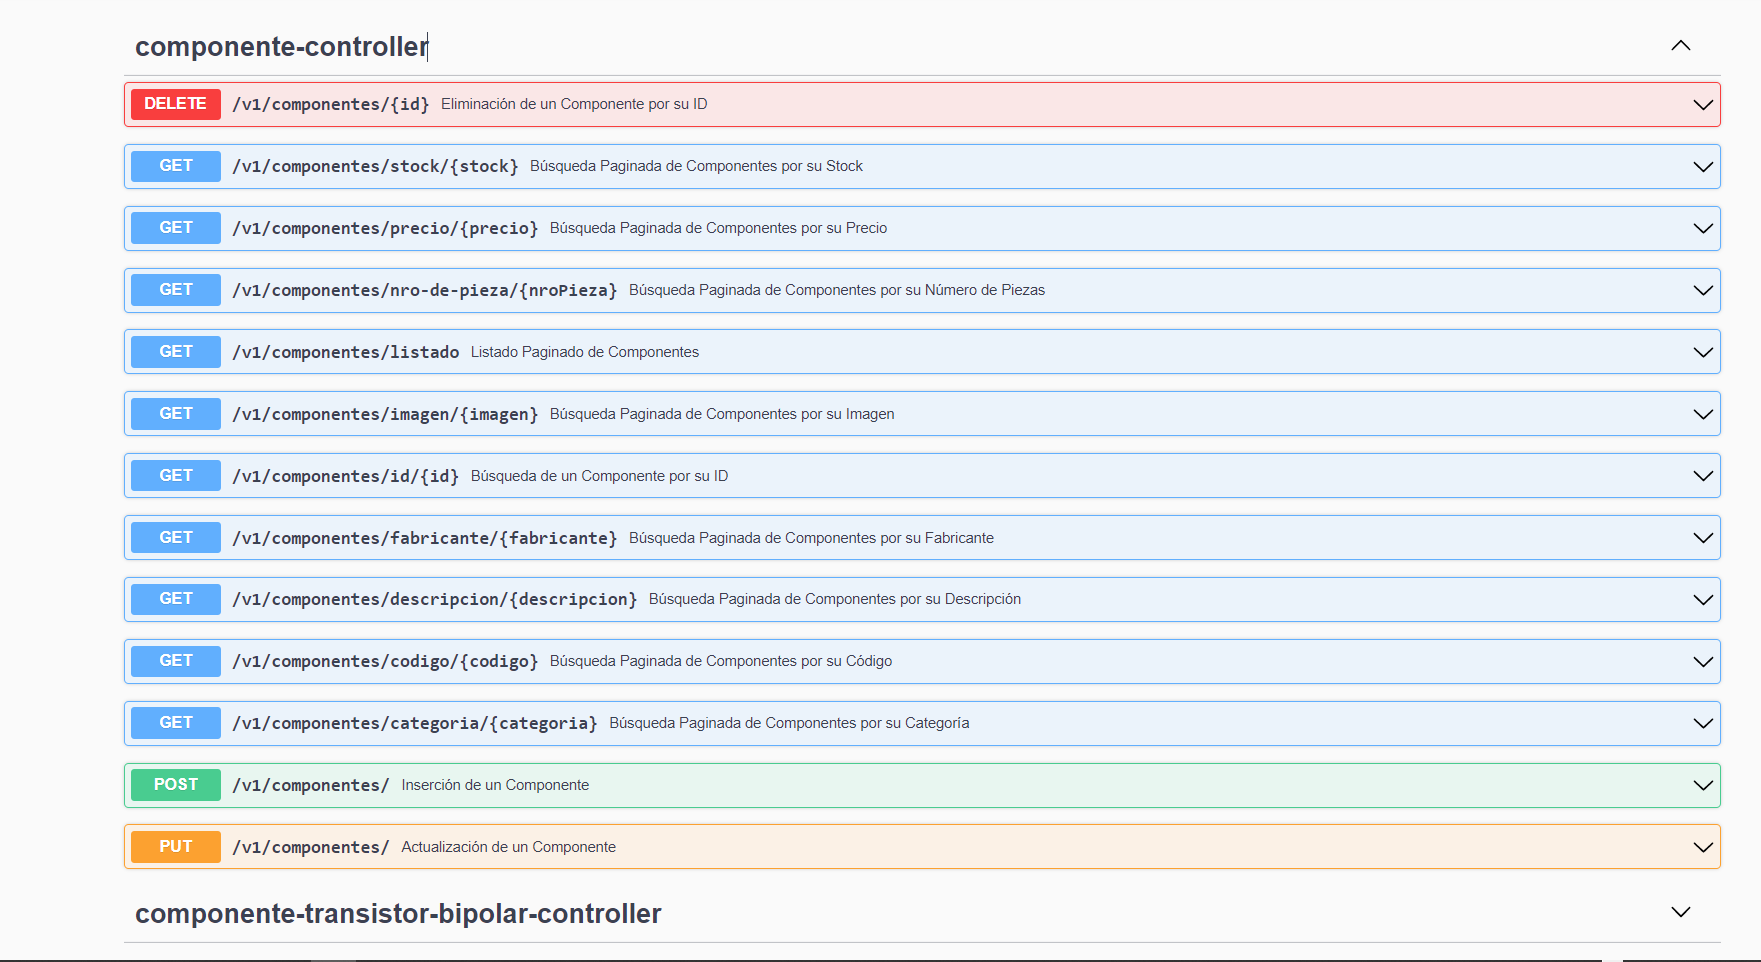 componente-controller
DELETE /v1/componentes/{id} Eliminación de un Componente por su ID
GET /v1/componentes/stock/{stock} Búsqueda Paginada de Componentes por su Stock
GET /v1/componentes/precio/{precio} Búsqueda Paginada de Componentes por su Precio
GET /v1/componentes/nro-de-pieza/{nroPieza} Búsqueda Paginada de Componentes por su Número de Piezas
GET /v1/componentes/listado Listado Paginado de Componentes
GET /v1/componentes/imagen/{imagen} Búsqueda Paginada de Componentes por su Imagen
GET /v1/componentes/id/{id} Búsqueda de un Componente por su ID
GET /v1/componentes/fabricante/{fabricante} Búsqueda Paginada de Componentes por su Fabricante
GET /v1/componentes/descripcion/{descripcion} Búsqueda Paginada de Componentes por su Descripción
GET /v1/componentes/codigo/{codigo} Búsqueda Paginada de Componentes por su Código
GET /v1/componentes/categoria/{categoria} Búsqueda Paginada de Componentes por su Categoría
POST /v1/componentes/ Inserción de un Componente
PUT /v1/componentes/ Actualización de un Componente
componente-transistor-bipolar-controller